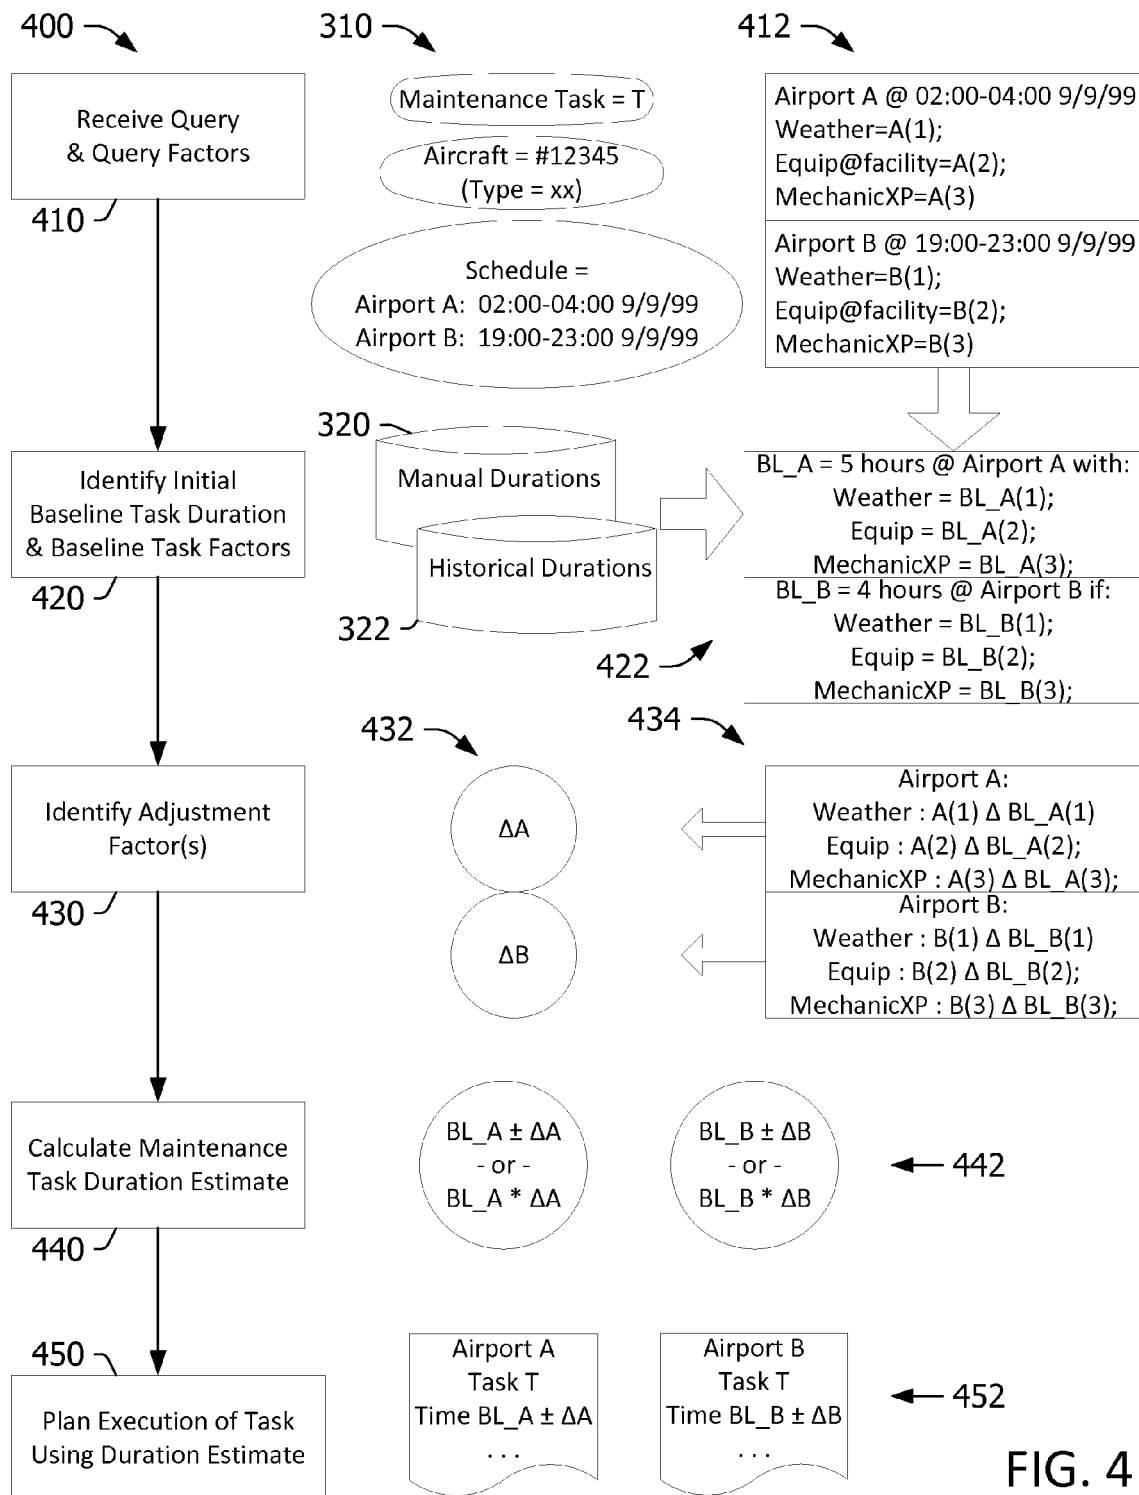 400
310
412
Receive Query
& Query Factors
410
Maintenance Task = T
Aircraft = #12345
(Type = xx)
Schedule =
Airport A: 02:00-04:00 9/9/99
Airport B: 19:00-23:00 9/9/99
Airport A @ 02:00-04:00 9/9/99
Weather=A(1);
Equip@facility=A(2);
MechanicXP=A(3)
Airport B @ 19:00-23:00 9/9/99
Weather=B(1);
Equip@facility=B(2);
MechanicXP=B(3)
Identify Initial
Baseline Task Duration
& Baseline Task Factors
420
320
Manual Durations
Historical Durations
322
BL_A = 5 hours @ Airport A with:
Weather = BL_A(1);
Equip = BL_A(2);
MechanicXP = BL_A(3);
BL_B = 4 hours @ Airport B if:
Weather = BL_B(1);
Equip = BL_B(2);
MechanicXP = BL_B(3);
422
432
434
Identify Adjustment
Factor(s)
430
ΔA
ΔB
Airport A:
Weather : A(1) Δ BL_A(1)
Equip : A(2) Δ BL_A(2);
MechanicXP : A(3) Δ BL_A(3);
Airport B:
Weather : B(1) Δ BL_B(1)
Equip : B(2) Δ BL_B(2);
MechanicXP : B(3) Δ BL_B(3);
Calculate Maintenance
Task Duration Estimate
440
BL_A ± ΔA
- or -
BL_A * ΔA
BL_B ± ΔB
- or -
BL_B * ΔB
442
450
Plan Execution of Task
Using Duration Estimate
Airport A
Task T
Time BL_A ± ΔA
. . .
Airport B
Task T
Time BL_B ± ΔB
. . .
452
FIG. 4